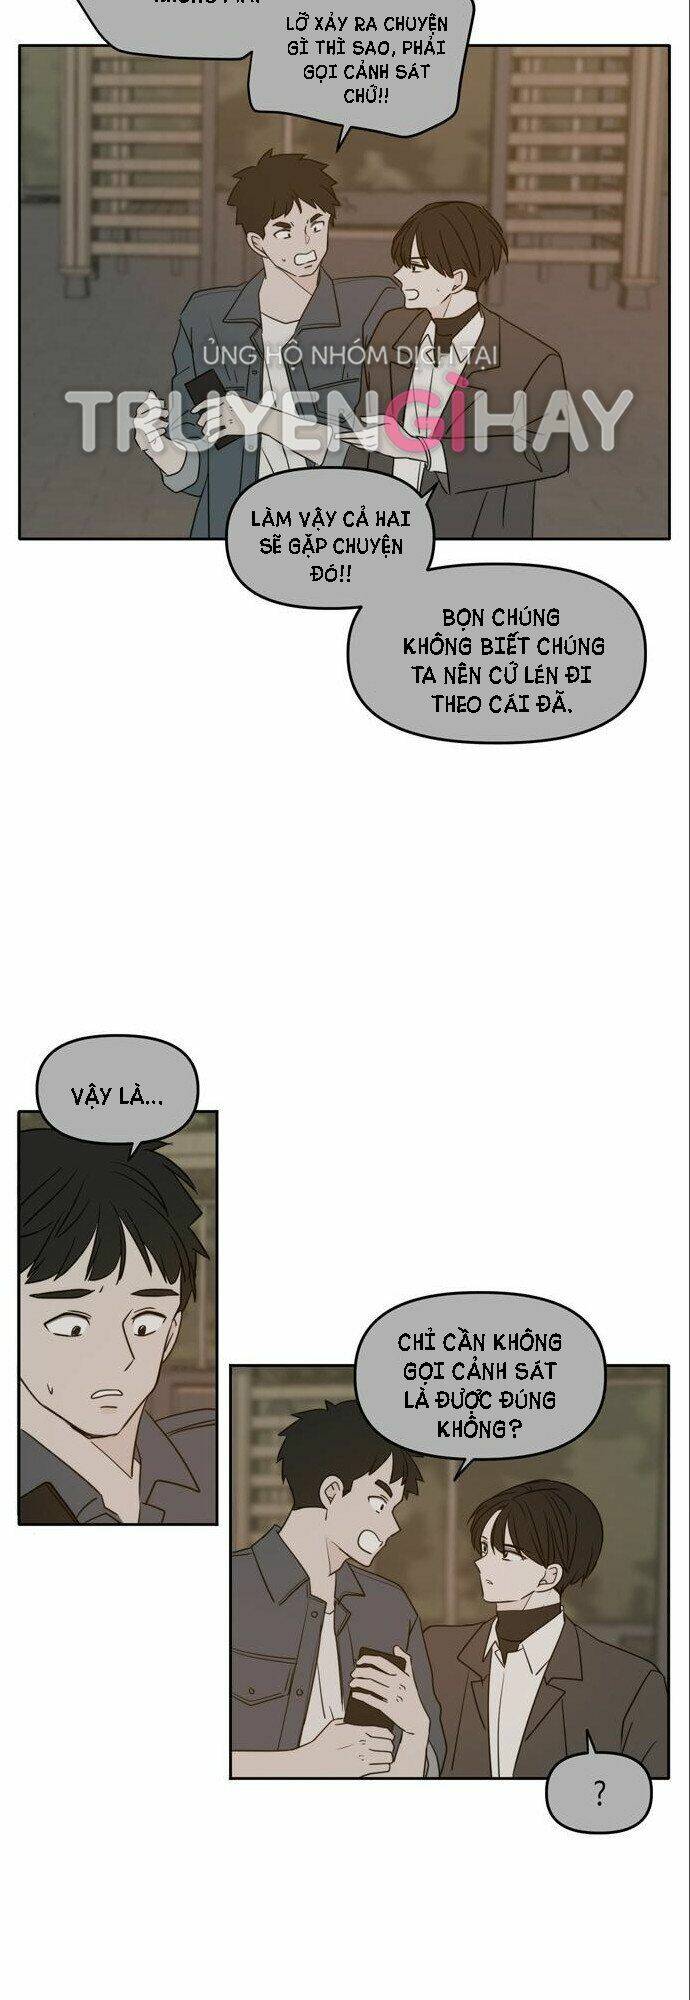 LỠ XẢY RA CHUYỆN
GÌ THÌ SAO, PHẢI
GỌI CẢNH SÁT
CHỨ!!
ỦNG HỘ NHÓM DỊCH TẠI
TRUYENGIHAY
LÀM VẬY CẢ HAI
SẼ GẶP CHUYỆN
ĐÓ!!
BỌN CHÚNG
KHÔNG BIẾT CHÚNG
TA NÊN CỨ LÉN ĐI
THEO CÁI ĐÃ.
VẬY LÀ...
CHỈ CẦN KHÔNG
GỌI CẢNH SÁT
LÀ ĐƯỢC ĐÚNG
KHÔNG?
?